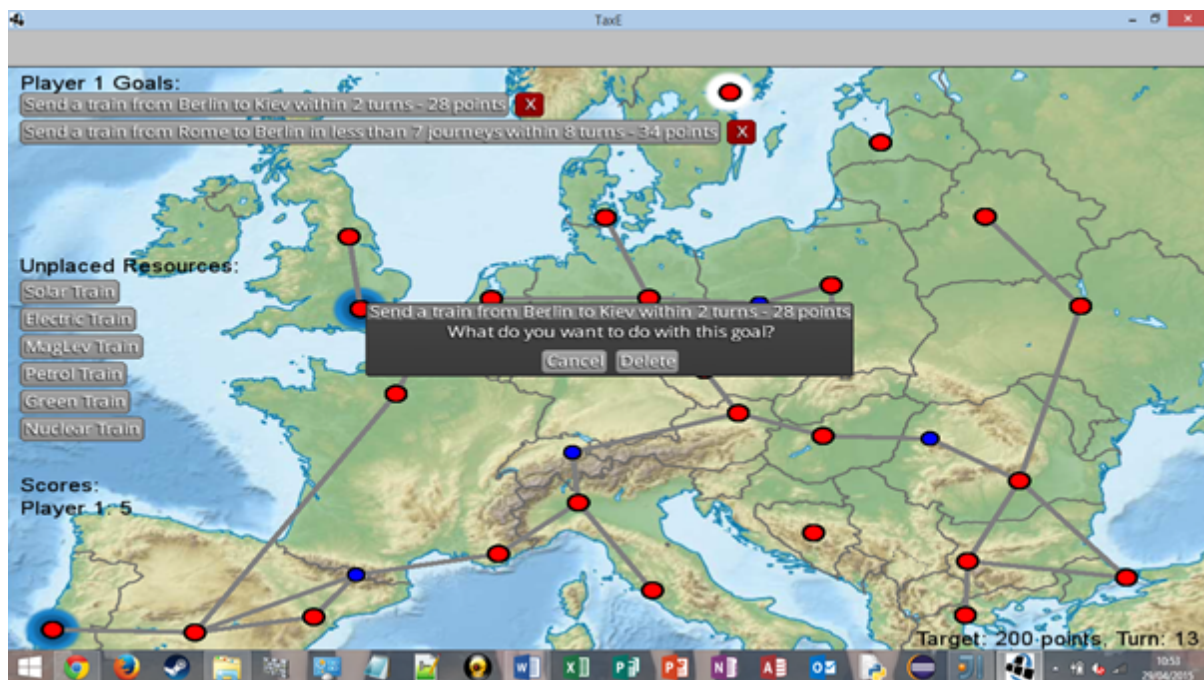 TaxE
Player 1 Goals:
Send a train from Berlin to Kiev within 2 turns - 28 points X
Send a train from Rome to Berlin in less than 7 journeys within 8 turns - 34 points X
Unplaced Resources:
Solar Train
Electric Train
MagLev Train
Petrol Train
Green Train
Nuclear Train
Send a train from Berlin to Kiev within 2 turns - 28 points
What do you want to do with this goal?
Cancel Delete
Scores:
Player 1: 5
Target: 200 points, Turn: 13
10:53
29/04/2015